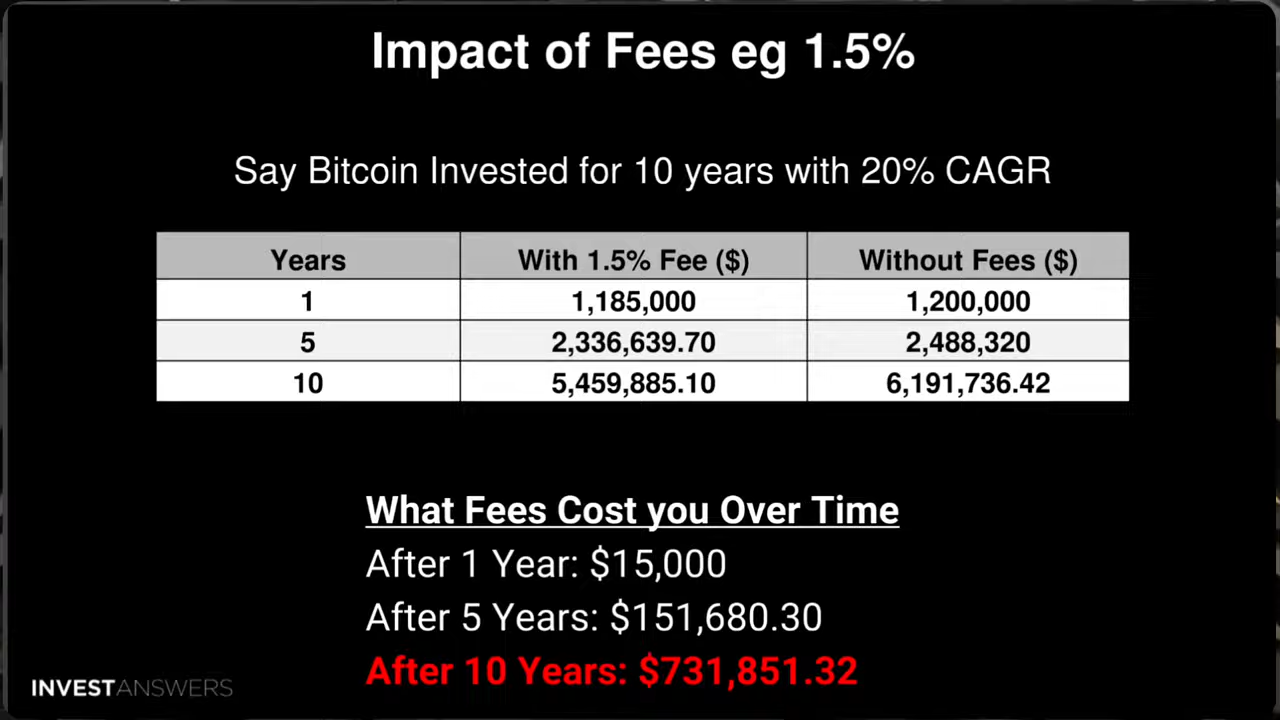 Impact of Fees eg 1.5%
Say Bitcoin Invested for 10 years with 20% CAGR
Years With 1.5% Fee ($) Without Fees ($)
1 1,185,000 1,200,000
5 2,336,639.70 2,488,320
10 5,459,885.10 6,191,736.42
What Fees Cost you Over Time
After 1 Year: $15,000
After 5 Years: $151,680.30
After 10 Years: $731,851.32
INVESTANSWERS